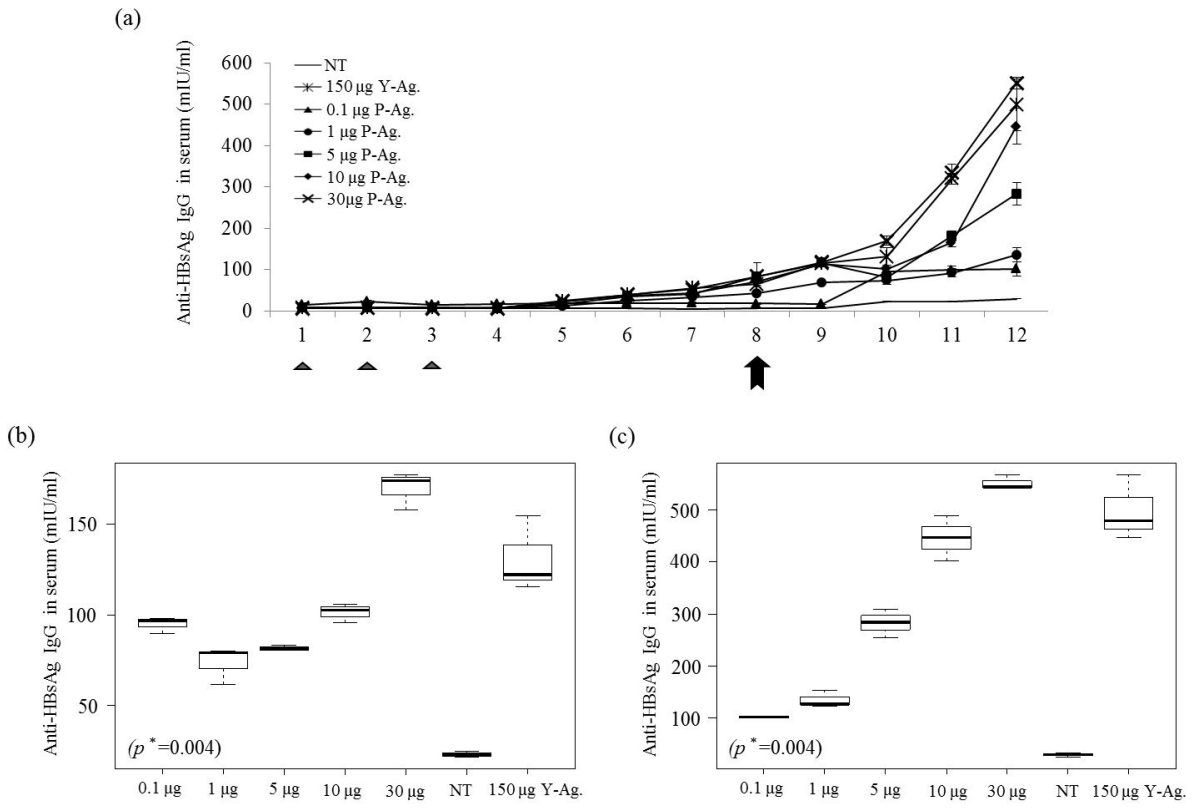 (a)
Anti-HBsAg IgG in serum (mIU/ml)
600
500
400
300
200
100
0
NT
150 µg Y-Ag.
0.1 µg P-Ag.
1 µg P-Ag.
5 µg P-Ag.
10 µg P-Ag.
30µg P-Ag.
1 2 3 4 5 6 7 8 9 10 11 12
(b)
Anti-HBsAg IgG in serum (mIU/ml)
150
100
50
(p*=0.004)
0.1 µg 1 µg 5 µg 10 µg 30 µg NT 150 µg Y-Ag.
(c)
Anti-HBsAg IgG in serum (mIU/ml)
500
400
300
200
100
(p*=0.004)
0.1 µg 1 µg 5 µg 10 µg 30 µg NT 150 µg Y-Ag.